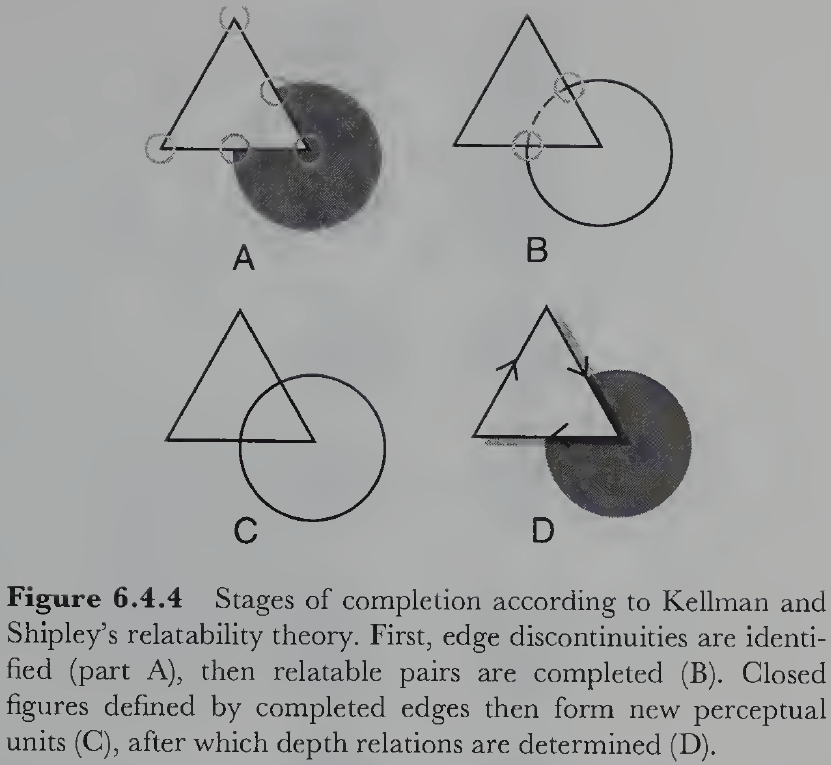 A
B
C
D
Figure 6.4.4 Stages of completion according to Kellman and
Shipley's relatability theory. First, edge discontinuities are identi-
fied (part A), then relatable pairs are completed (B). Closed
figures defined by completed edges then form new perceptual
units (C), after which depth relations are determined (D).